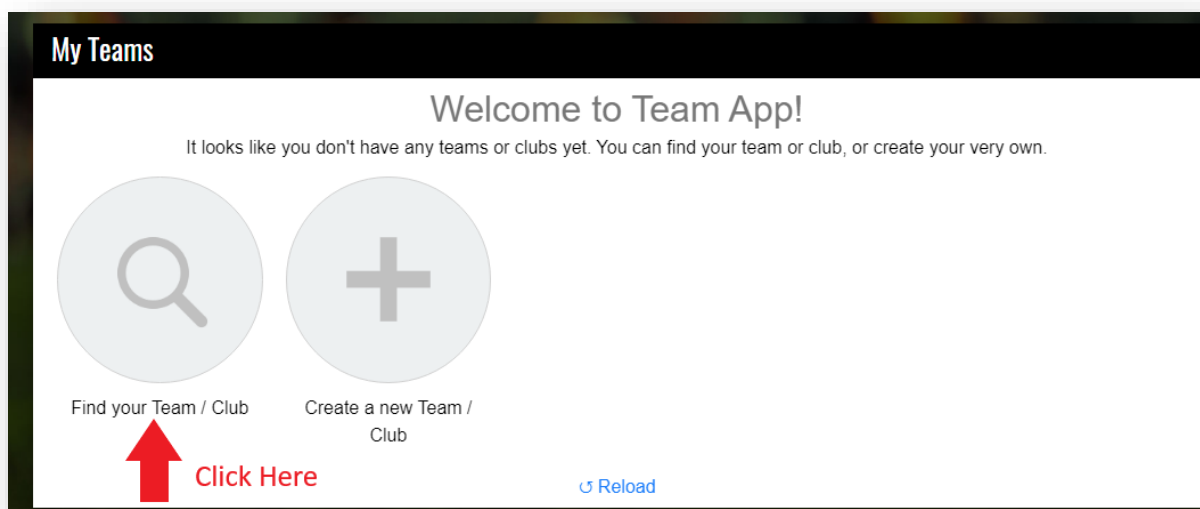 My Teams
Welcome to Team App!
It looks like you don't have any teams or clubs yet. You can find your team or club, or create your very own.
Find your Team / Club
Create a new Team /
Club
Click Here
↺ Reload